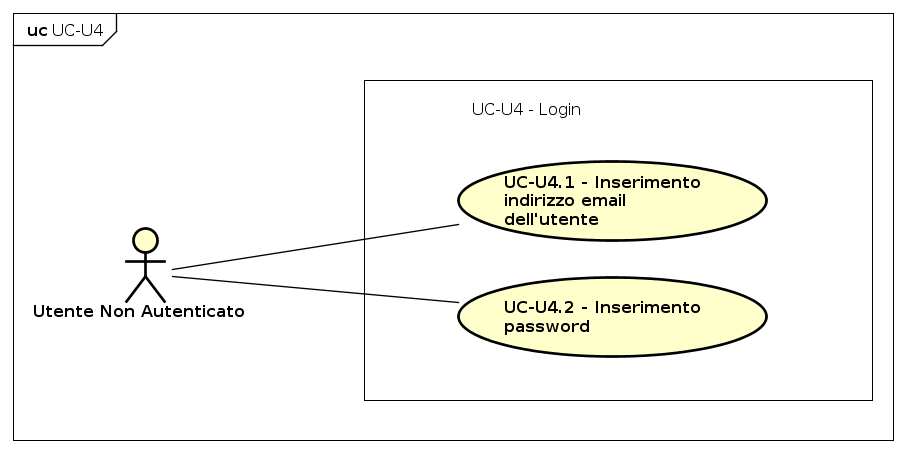 uc UC-U4
UC-U4 - Login
UC-U4.1 - Inserimento
indirizzo email
dell'utente
Utente Non Autenticato
UC-U4.2 - Inserimento
password